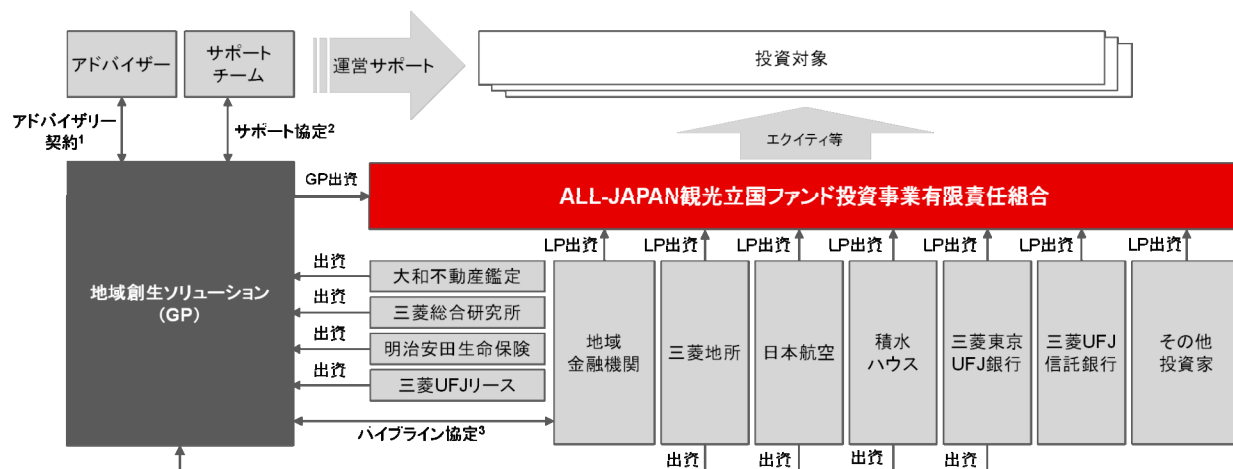 アドバイザー
サポート
チーム
運営サポート
投資対象
アドバイザリー
契約1
サポート協定2
エクイティ等
GP出資
ALL-JAPAN観光立国ファンド投資事業有限責任組合
LP出資
LP出資
LP出資
LP出資
LP出資
LP出資
LP出資
地域創生ソリューション
（GP）
出資
大和不動産鑑定
出資
三菱総合研究所
出資
明治安田生命保険
出資
三菱UFJリース
地域
金融機関
三菱地所
日本航空
積水
ハウス
三菱東京
UFJ銀行
三菱UFJ
信託銀行
その他
投資家
パイプライン協定3
出資
出資
出資
出資